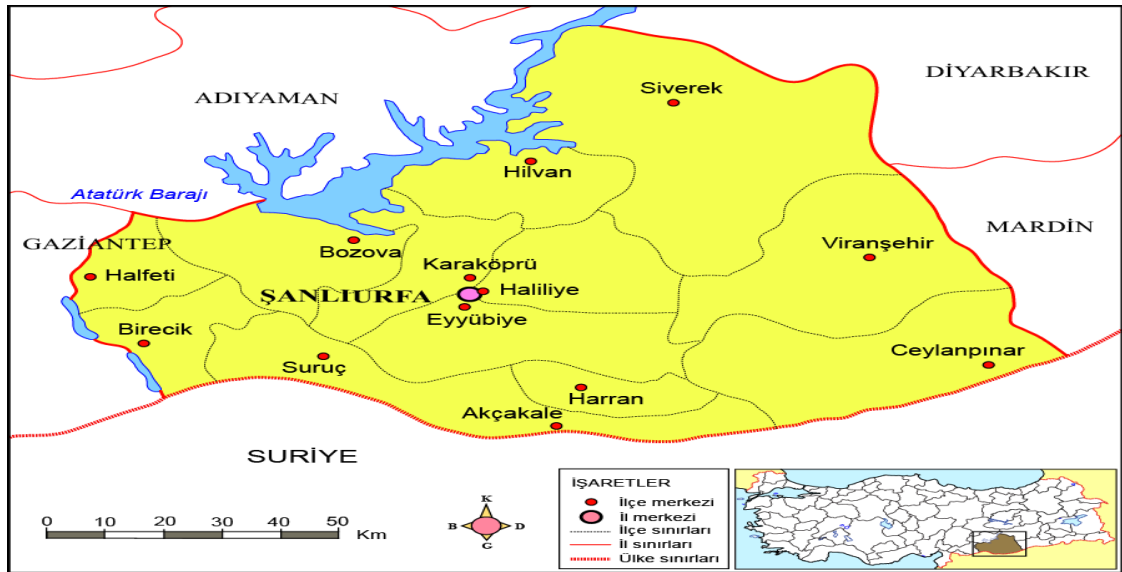 DİYARBAKIR
Siverek
ADIYAMAN
Hilvan
Atatürk Barajı
MARDİN
GAZİANTEP
Bozova
Viranşehir
Karaköprü
Halfeti
Haliliye
ŞANLIURFA
Eyyübiye
Birecik
Ceylanpınar
Suruç
Harran
Akçakale
SURİYE
İŞARETLER
İlçe merkezi
İl merkezi
İlçe sınırları
İl sınırları
Ülke sınırları
K
B D
G
0 10 20 30 40 50
Km